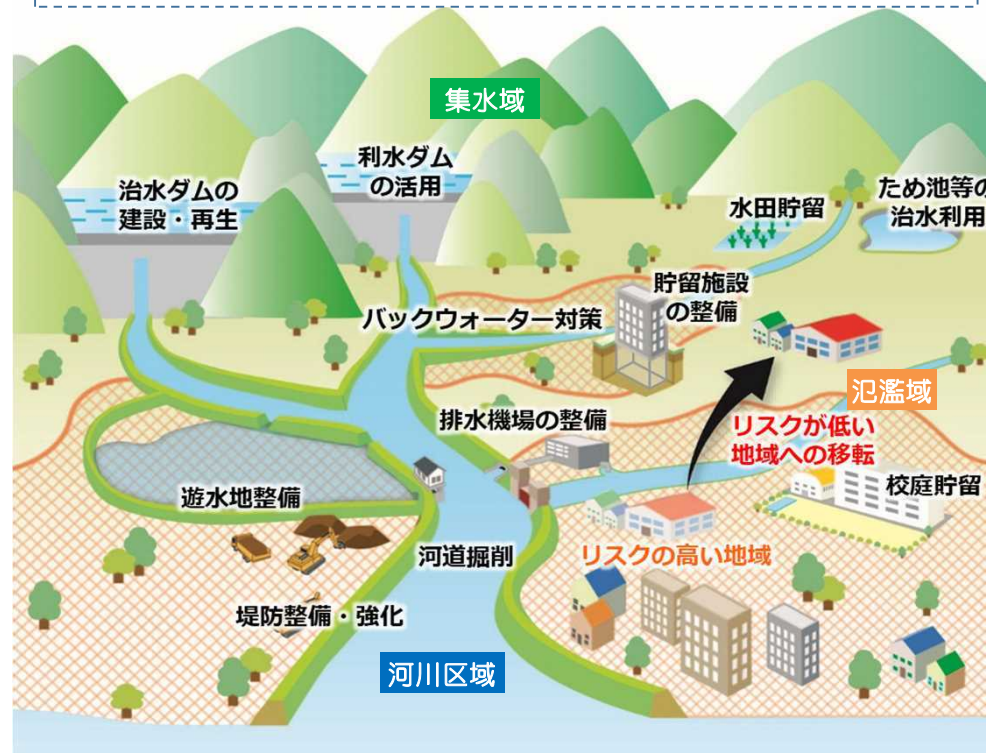 集水域
利水ダム
の活用
治水ダムの
建設・再生
水田貯留
ため池等の
治水利用
貯留施設
の整備
バックウォーター対策
氾濫域
排水機場の整備
リスクが低い
地域への移転
校庭貯留
遊水地整備
河道掘削
リスクの高い地域
堤防整備・強化
河川区域